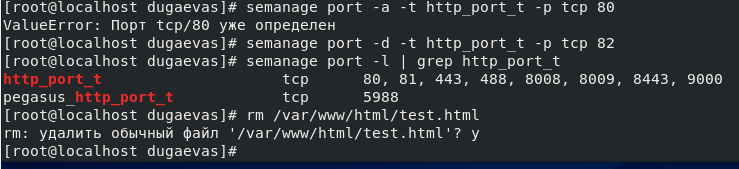 [root@localhost dugaevas]# semanage port -a -t http_port_t -p tcp 80
ValueError: Порт tcp/80 уже определен
[root@localhost dugaevas]# semanage port -d -t http_port_t -p tcp 82
[root@localhost dugaevas]# semanage port -l | grep http_port_t
http_port_t                    tcp      80, 81, 443, 488, 8008, 8009, 8443, 9000
pegasus_http_port_t            tcp      5988
[root@localhost dugaevas]# rm /var/www/html/test.html
rm: удалить обычный файл '/var/www/html/test.html'? y
[root@localhost dugaevas]#